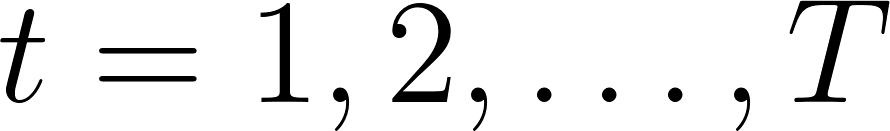 t = 1, 2, . . . , T